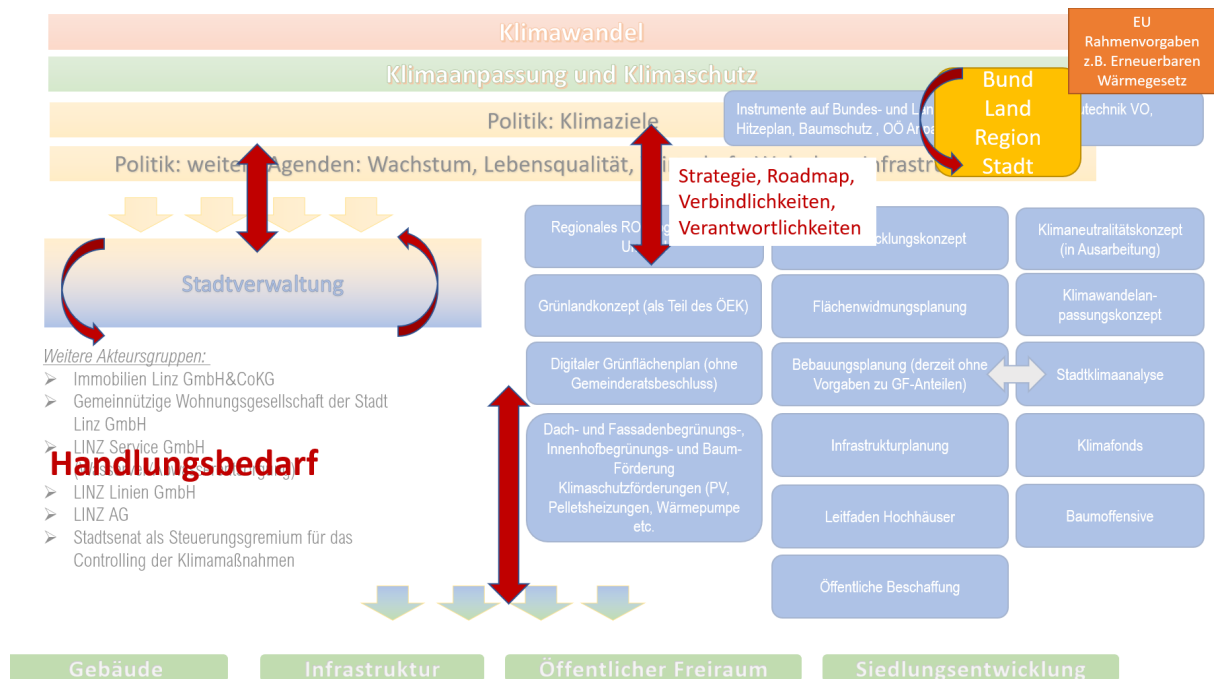 Klimawandel
EU
Rahmenvorgaben
z.B. Erneuerbaren
Wärmegesetz
Klimaanpassung und Klimaschutz
Bund
Land
Region
Stadt
Politik: Klimaziele
Instrumente auf Bundes- und
utechnik VO,
Hitzeplan, Baumschutz , OÖ
Politik: Agenden: Wachstum, Lebensqualität,
Strategie, Roadmap,
Verbindlichkeiten,
Verantwortlichkeiten
Stadtverwaltung
Regionales
cklungskonzept
Klimaneutralitätskonzept
(in Ausarbeitung)
Grünlandkonzept (als Teil des ÖEK)
Flächenwidmungsplanung
Klimawandelan-
passungskonzept
Digitaler Grünflächenplan (ohne
Gemeinderatsbeschluss)
Bebauungsplanung (derzeit ohne
Vorgaben zu GF-Anteilen)
Stadtklimaanalyse
Dach- und Fassadenbegrünungs-,
Innenhofbegrünungs- und Baum-
Förderung
Klimaschutzförderungen (PV,
Pelletsheizungen, Wärmepumpe
etc.
Infrastrukturplanung
Klimafonds
Leitfaden Hochhäuser
Baumoffensive
Öffentliche Beschaffung
Weitere Akteursgruppen:
Immobilien Linz GmbH&CoKG
Gemeinnützige Wohnungsgesellschaft der Stadt
Linz GmbH
LINZ Service GmbH
Handlungsbedarf
LINZ Linien GmbH
LINZ AG
Stadtsenat als Steuerungsgremium für das
Controlling der Klimamaßnahmen
Gebäude
Infrastruktur
Öffentlicher Freiraum
Siedlungsentwicklung